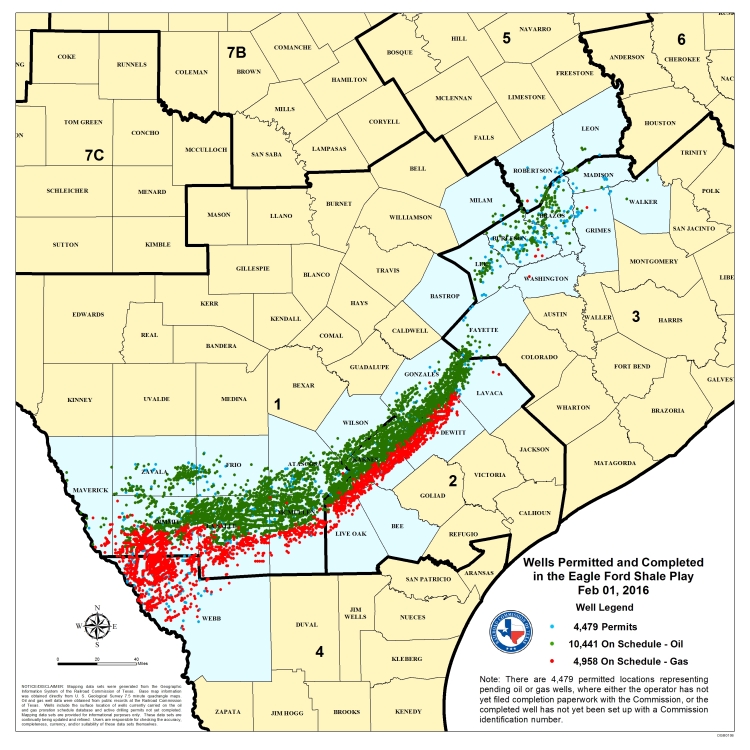 NAVARRO
HILL
5
6
COMANCHE
7B
BOSQUE
ANDERSON
CHEROKEE
COKE
RUNNELS
COLEMAN
BROWN
HAMILTON
FREESTONE
NAC
MCLENNAN
LIMESTONE
MILLS
CORYELL
TOM GREEN
CONCHO
FALLS
LEON
HOUSTON
MCCULLOCH
LAMPASAS
SAN SABA
7C
TRINITY
BELL
ROBERTSON
MADISON
SCHLEICHER
MENARD
POLK
MILAM
WALKER
BURNET
MASON
LLANO
WILLIAMSON
BRAZOS
GRIMES
SAN JACINTO
BURLESON
SUTTON
KIMBLE
LEE
MONTGOMERY
GILLESPIE
BLANCO
TRAVIS
WASHINGTON
LIBE
BASTROP
KERR
HAYS
EDWARDS
AUSTIN
WALLER
3
HARRIS
KENDALL
CALDWELL
FAYETTE
REAL
COMAL
BANDERA
COLORADO
GUADALUPE
FORT BEND
GONZALES
GALVES
BEXAR
LAVACA
KINNEY
UVALDE
MEDINA
1
WHARTON
BRAZORIA
WILSON
DEWITT
JACKSON
ZAVALA
FRIO
ATASCOSA
MATAGORDA
MAVERICK
2
VICTORIA
GOLIAD
CALHOUN
DIMMIT
BEE
LIVE OAK
REFUGIO
ARANSAS
SAN PATRICIO
WEBB
JIM
WELLS
DUVAL
NUECES
4
KLEBERG
ZAPATA
JIM HOGG
BROOKS
KENEDY
Wells Permitted and Completed
in the Eagle Ford Shale Play
Feb 01, 2016
Well Legend
4,479 Permits
10,441 On Schedule - Oil
4,958 On Schedule - Gas
Note: There are 4,479 permitted locations representing
pending oil or gas wells, where either the operator has not
yet filed completion paperwork with the Commission, or the
completed well has not yet been set up with a Commission
identification number.
N
W
E
S
0
20
40
Miles
NOTICE/DISCLAIMER: Mapping data sets were generated from the Geographic
Information System of the Railroad Commission of Texas. Base map information
was obtained directly from U. S. Geological Survey 7.5 minute quadrangle maps.
Oil and gas well data were obtained from public records at the Railroad Commission
of Texas. Wells include the surface location of wells currently carried on the oil
and gas proration schedule database and active drilling permits not yet completed.
Mapping data sets are provided for informational purposes only. These data sets are
continually being updated and refined. Users are responsible for checking the accuracy,
completeness, currency, and/or suitability of these data sets themselves.